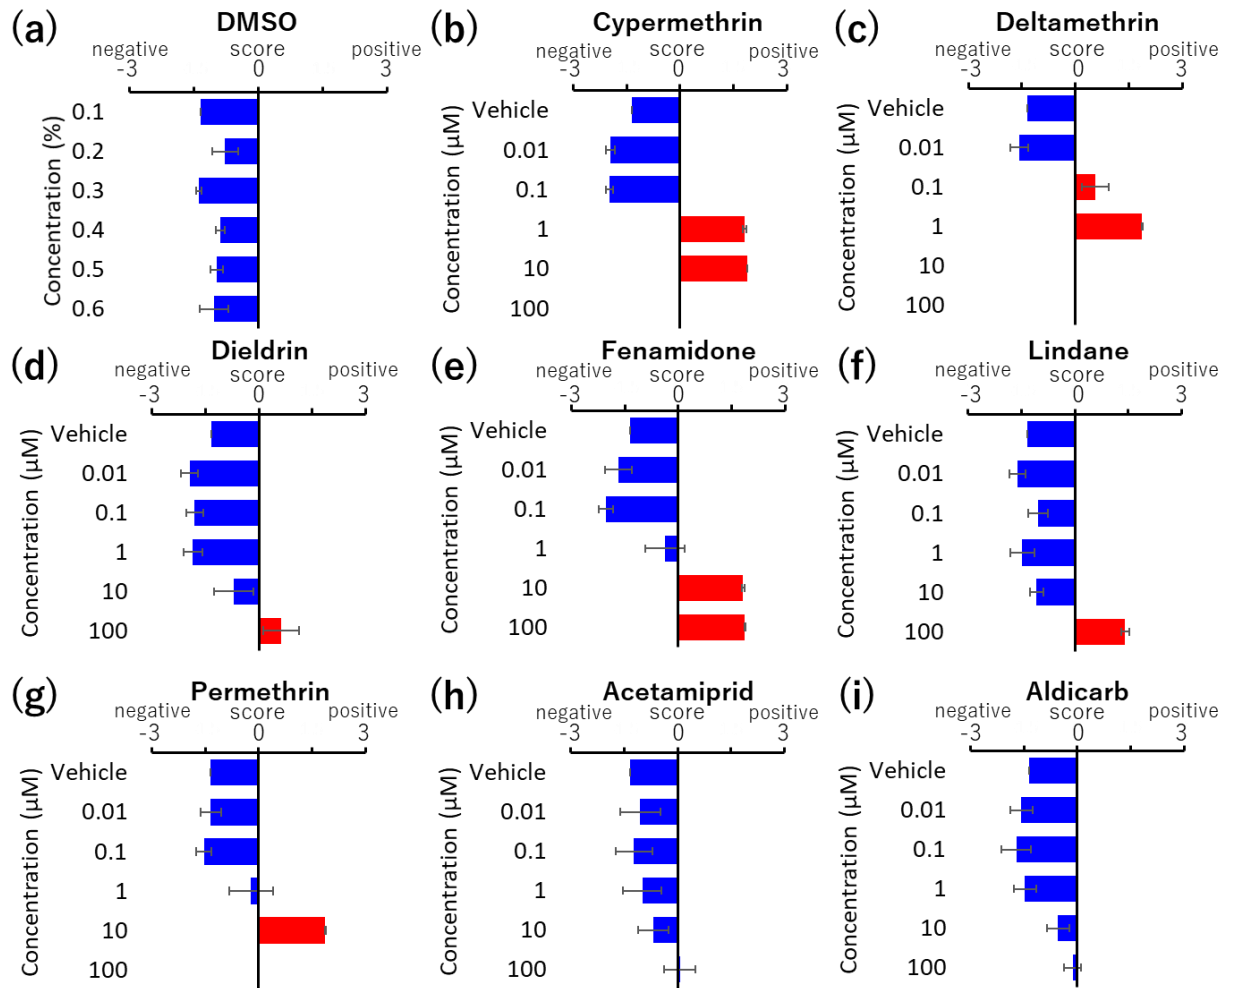 (a) DMSO
negative score positive
-3 0 3
Concentration (%)
0.1
0.2
0.3
0.4
0.5
0.6
(b) Cypermethrin
negative score positive
-3 0 3
Concentration (μM)
Vehicle
0.01
0.1
1
10
100
(c) Deltamethrin
negative score positive
-3 0 3
Concentration (μM)
Vehicle
0.01
0.1
1
10
100
(d) Dieldrin
negative score positive
-3 0 3
Concentration (μM)
Vehicle
0.01
0.1
1
10
100
(e) Fenamidone
negative score positive
-3 0 3
Concentration (μM)
Vehicle
0.01
0.1
1
10
100
(f) Lindane
negative score positive
-3 0 3
Concentration (μM)
Vehicle
0.01
0.1
1
10
100
(g) Permethrin
negative score positive
-3 0 3
Concentration (μM)
Vehicle
0.01
0.1
1
10
100
(h) Acetamiprid
negative score positive
-3 0 3
Concentration (μM)
Vehicle
0.01
0.1
1
10
100
(i) Aldicarb
negative score positive
-3 0 3
Concentration (μM)
Vehicle
0.01
0.1
1
10
100